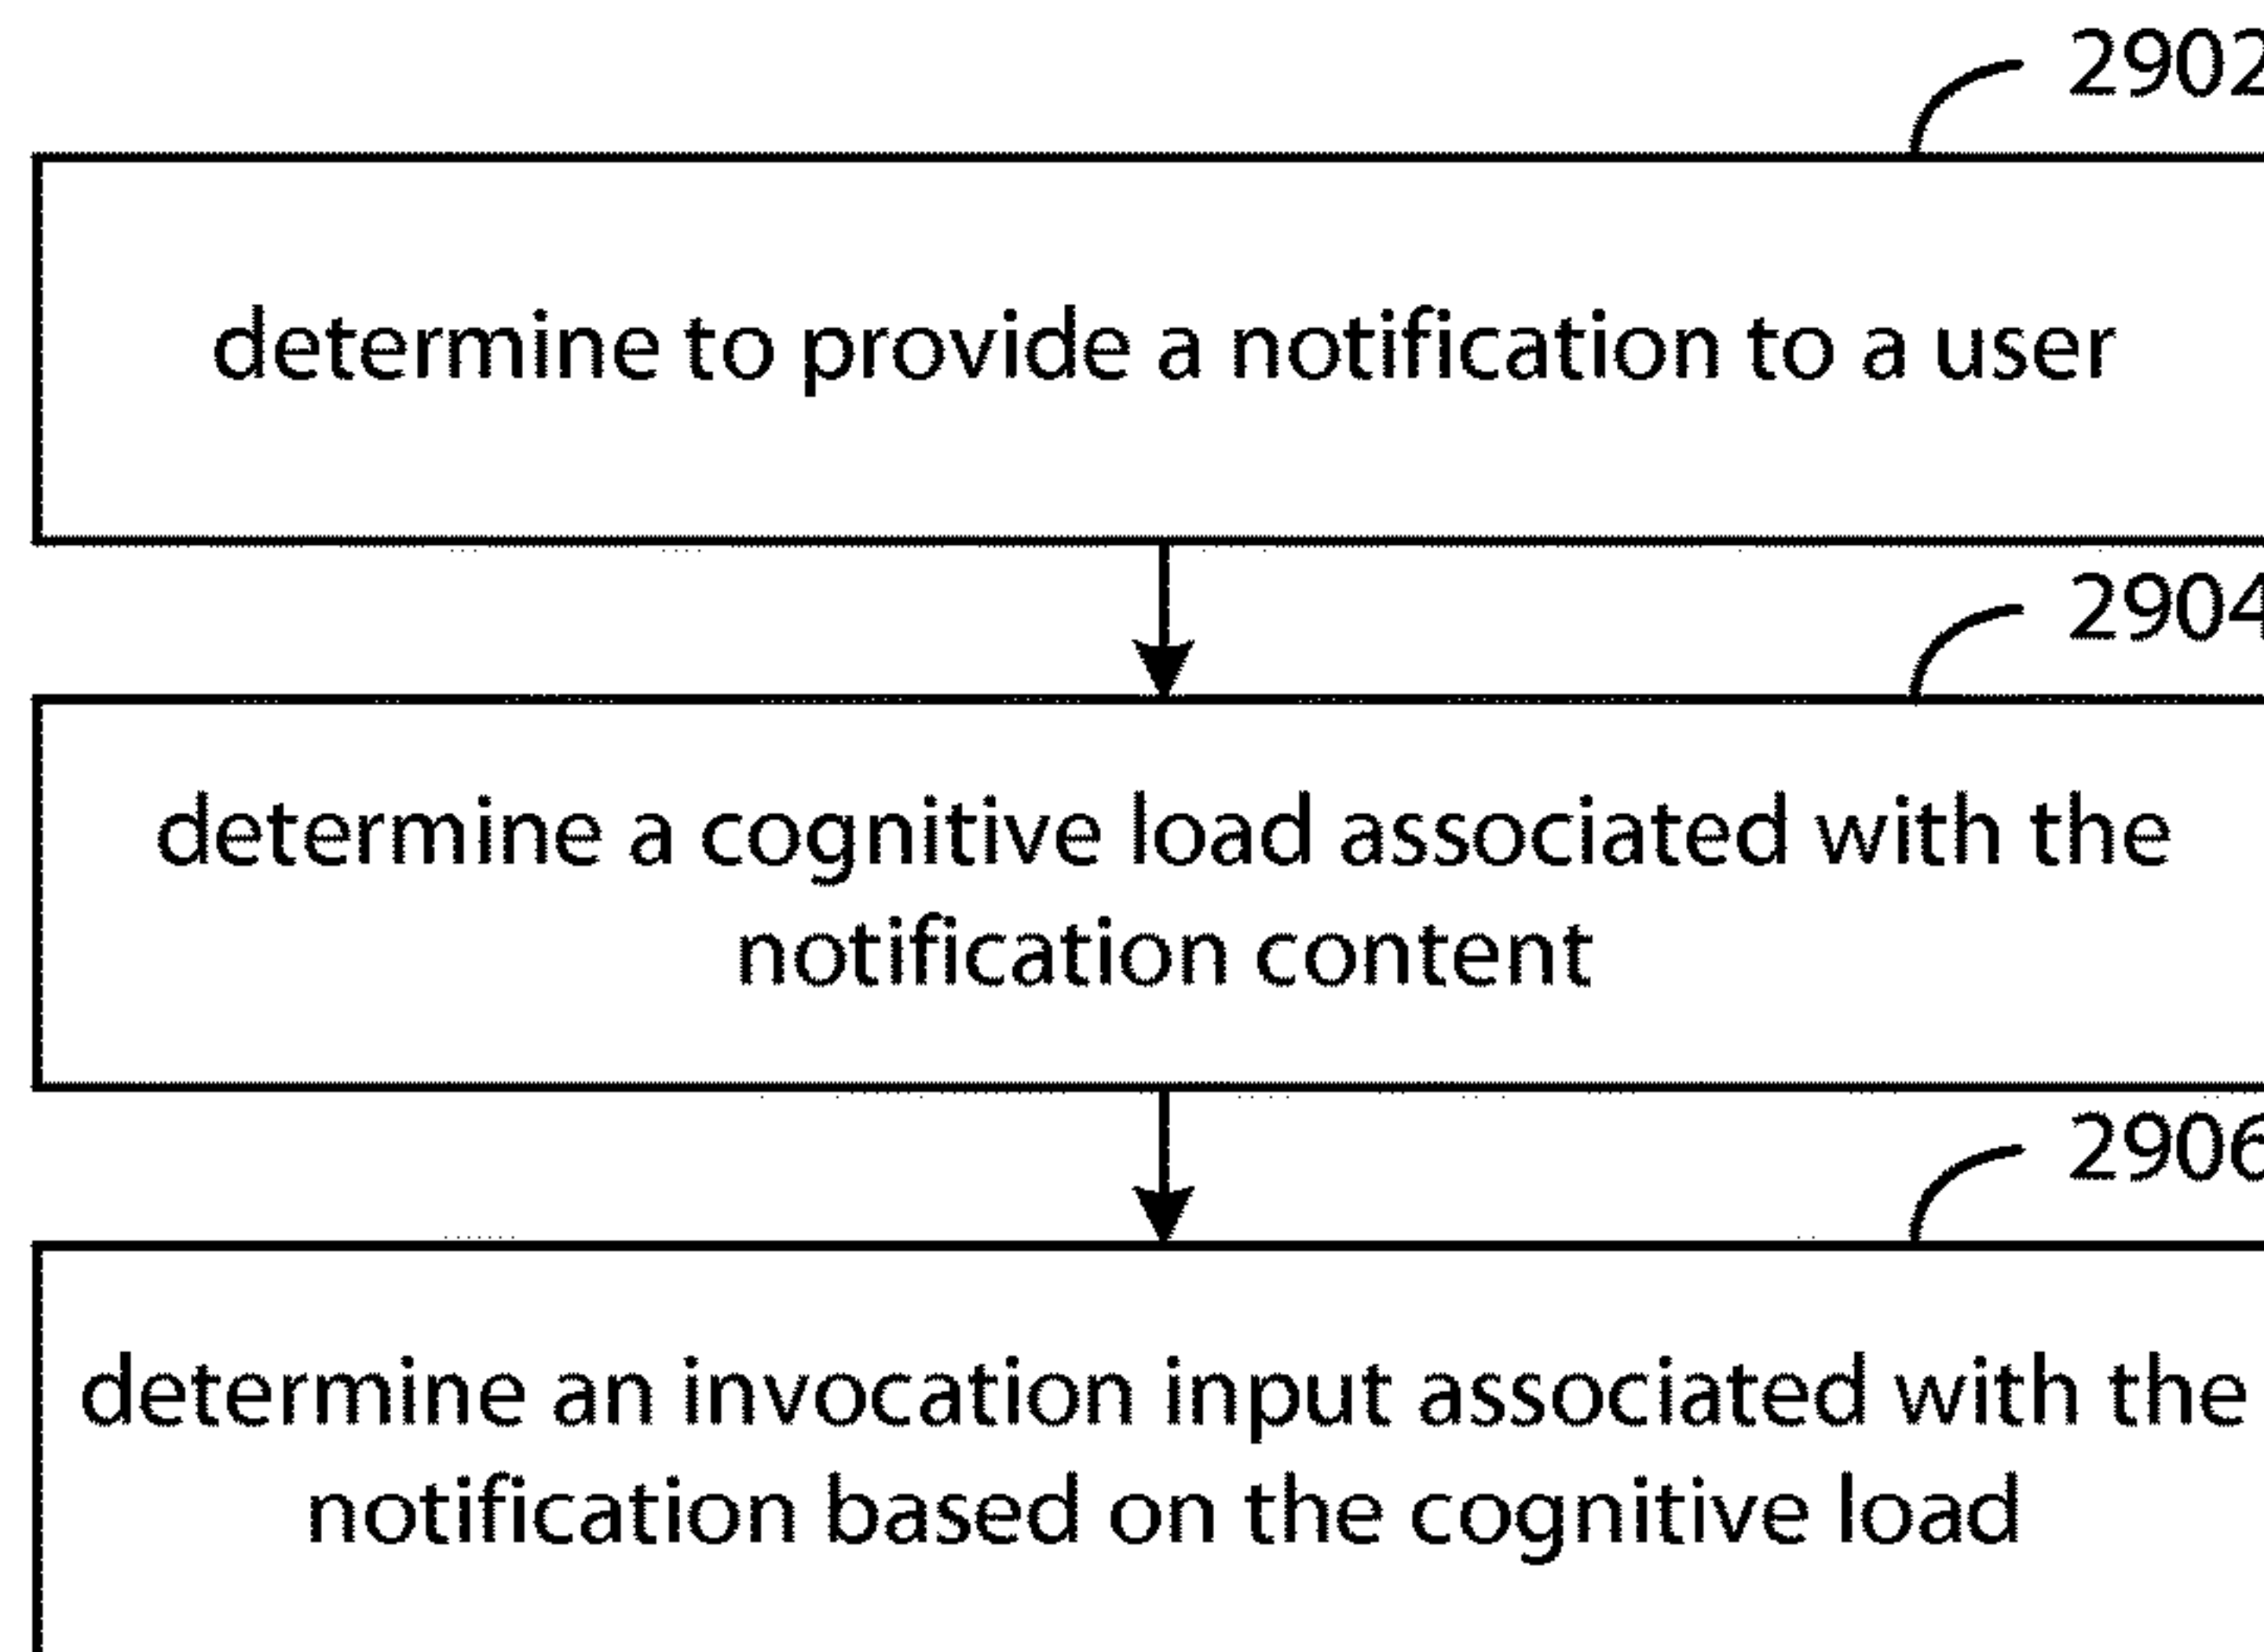 2902
determine to provide a notification to a user
2904
determine a cognitive load associated with the
notification content
2906
determine an invocation input associated with the
notification based on the cognitive load